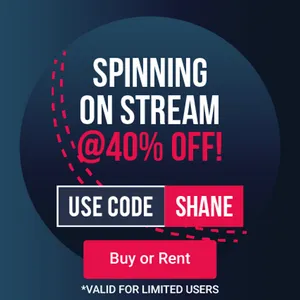 SPINNING
ON STREAM
@40% OFF!
USE CODE SHANE
Buy or Rent
*VALID FOR LIMITED USERS